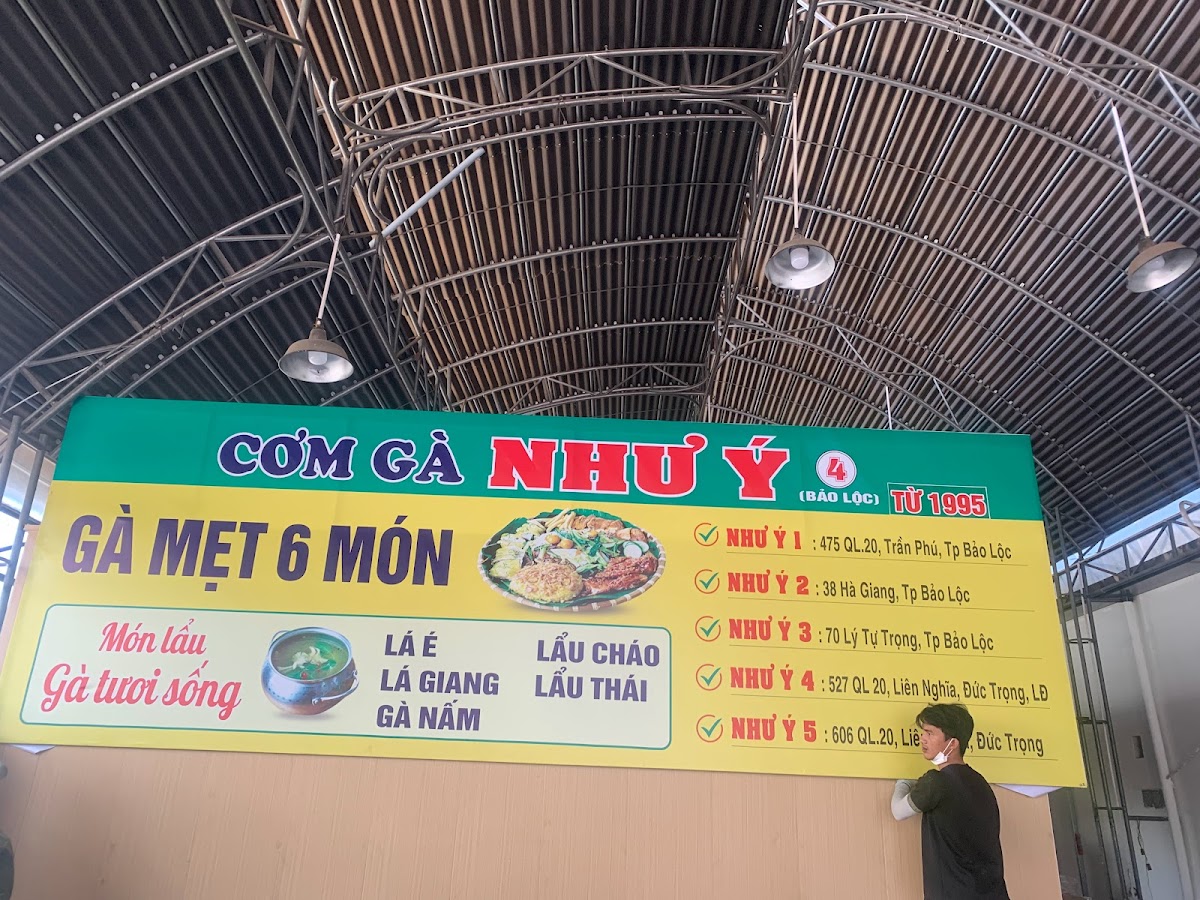 CƠM GÀ NHƯ Ý 4 (BẢO LỘC) TỪ 1995
GÀ MẸT 6 MÓN
Món lẩu
Gà tươi sống
LÁ É
LÁ GIANG
GÀ NẤM
LẨU CHÁO
LẨU THÁI
NHƯ Ý 1 : 475 QL.20, Trần Phú, Tp Bảo Lộc
NHƯ Ý 2 : 38 Hà Giang, Tp Bảo Lộc
NHƯ Ý 3 : 70 Lý Tự Trọng, Tp Bảo Lộc
NHƯ Ý 4 : 527 QL 20, Liên Nghĩa, Đức Trọng, LĐ
NHƯ Ý 5 : 606 QL.20, Đức Trọng